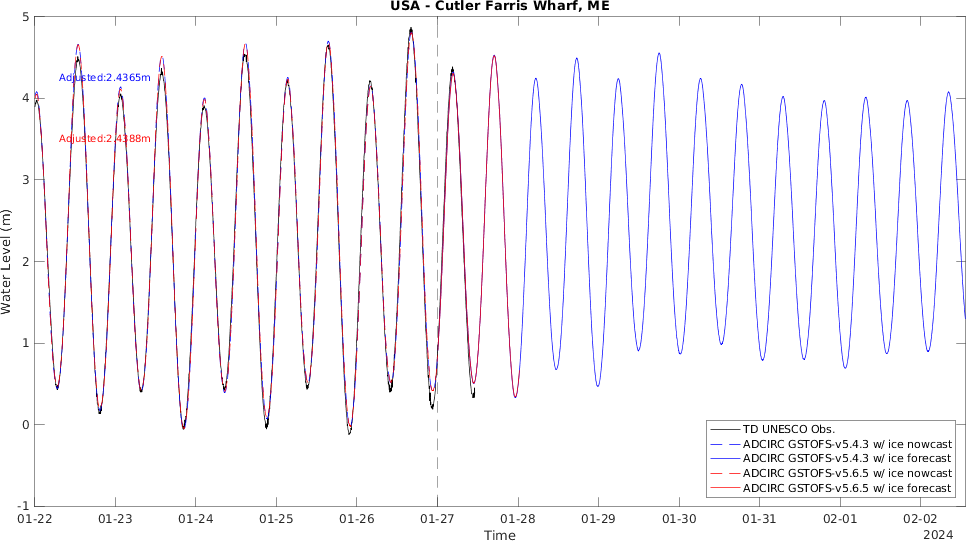 USA - Cutler Farris Wharf, ME
5
4
3
2
1
0
-1
Water Level (m)
Adjusted:2.4365m
Adjusted:2.4388m
TD UNESCO Obs.
ADCIRC GSTOFS-v5.4.3 w/ ice nowcast
ADCIRC GSTOFS-v5.4.3 w/ ice forecast
ADCIRC GSTOFS-v5.6.5 w/ ice nowcast
ADCIRC GSTOFS-v5.6.5 w/ ice forecast
01-22 01-23 01-24 01-25 01-26 01-27 01-28 01-29 01-30 01-31 02-01 02-02
Time
2024